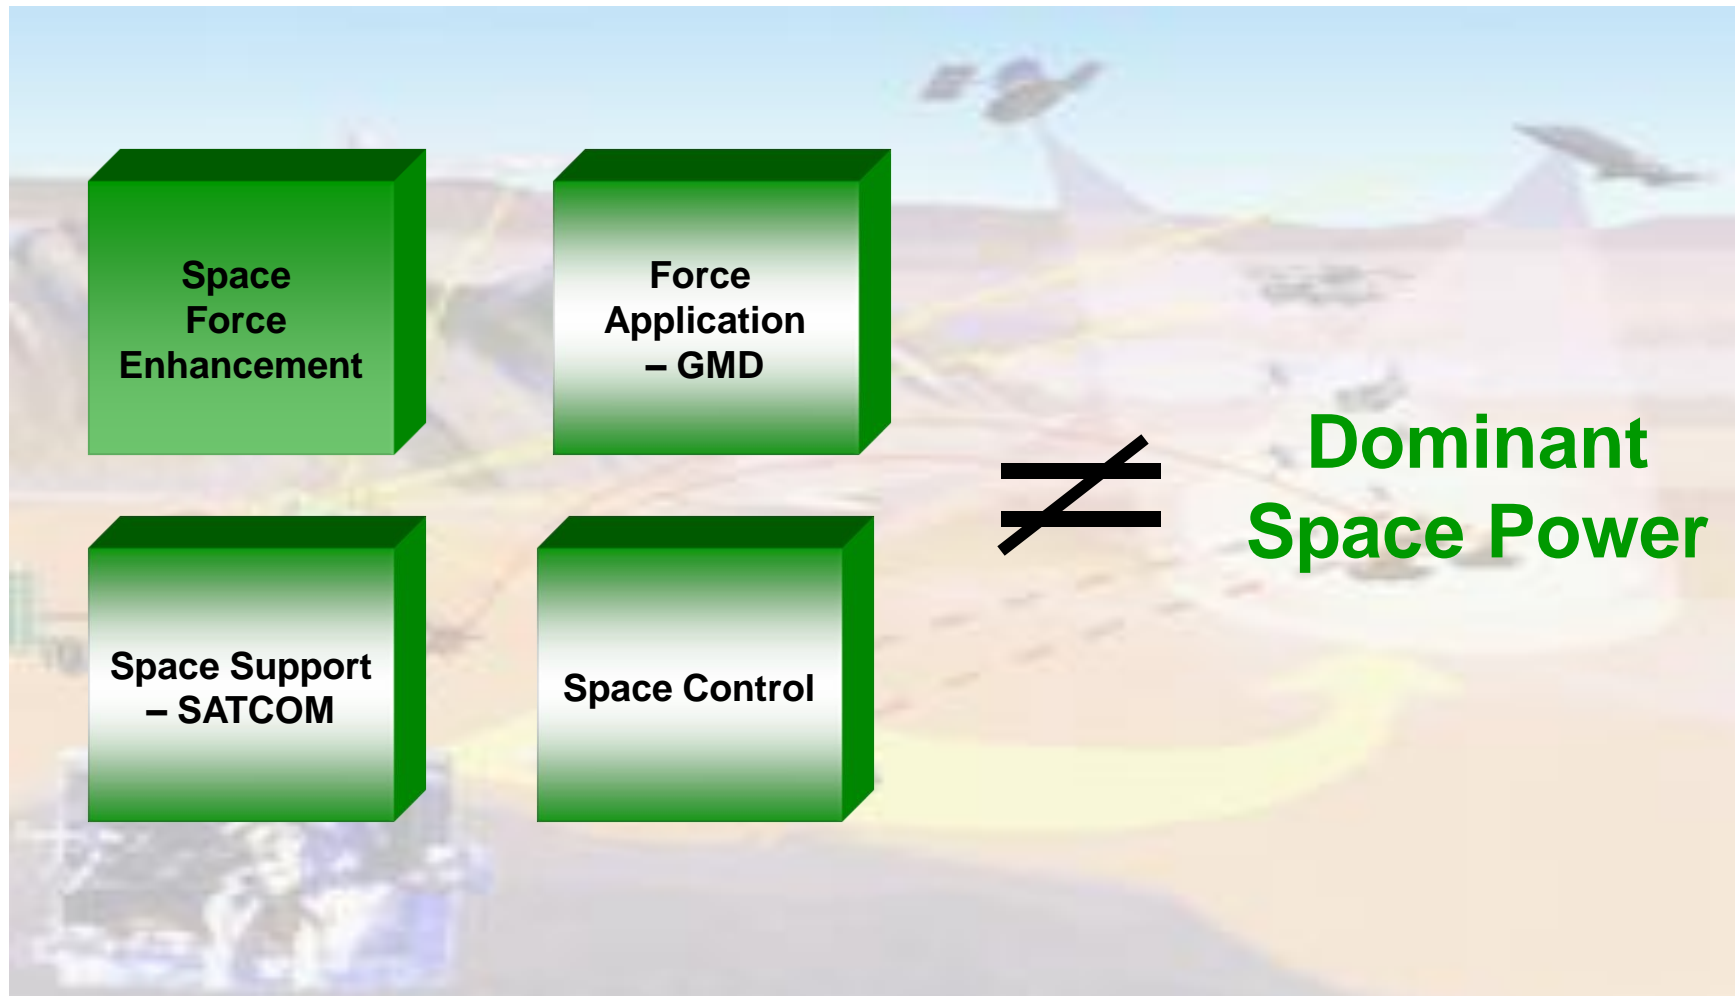 Space
Force
Enhancement
Force
Application
– GMD
Space Support
– SATCOM
Space Control
≠
Dominant
Space Power